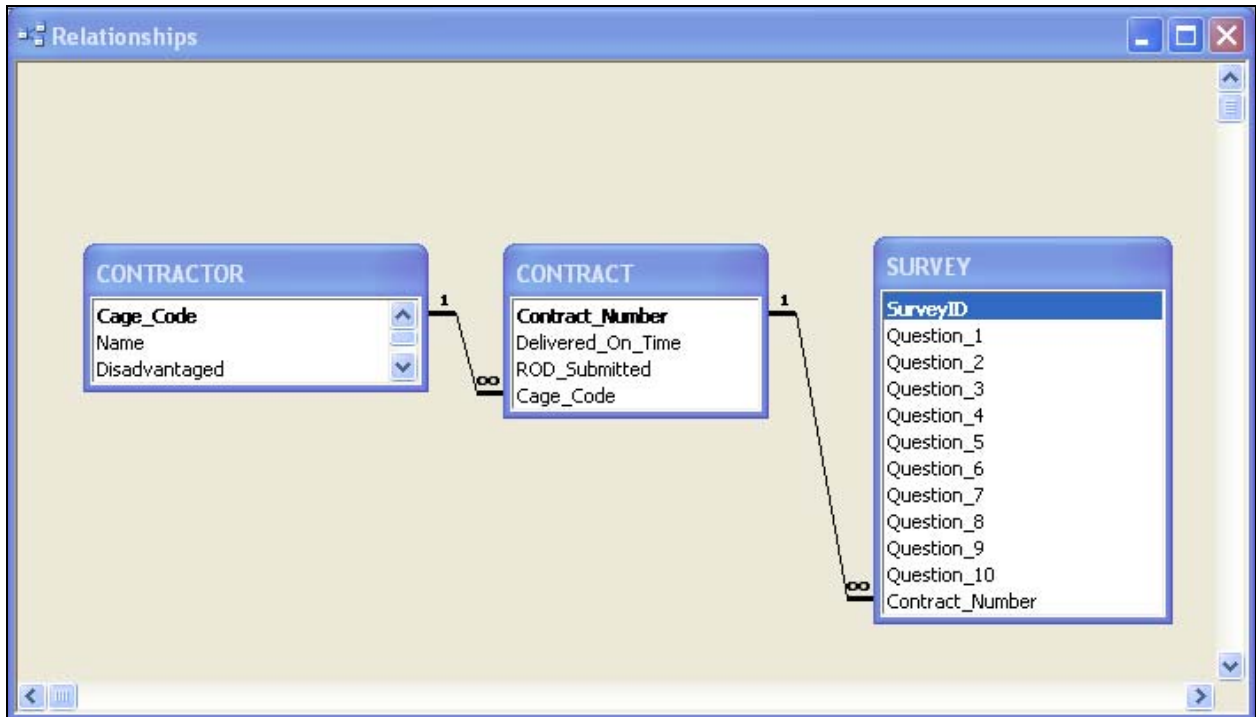 Relationships
CONTRACTOR
Cage_Code
Name
Disadvantaged
1
∞
CONTRACT
Contract_Number
Delivered_On_Time
ROD_Submitted
Cage_Code
1
∞
SURVEY
SurveyID
Question_1
Question_2
Question_3
Question_4
Question_5
Question_6
Question_7
Question_8
Question_9
Question_10
Contract_Number